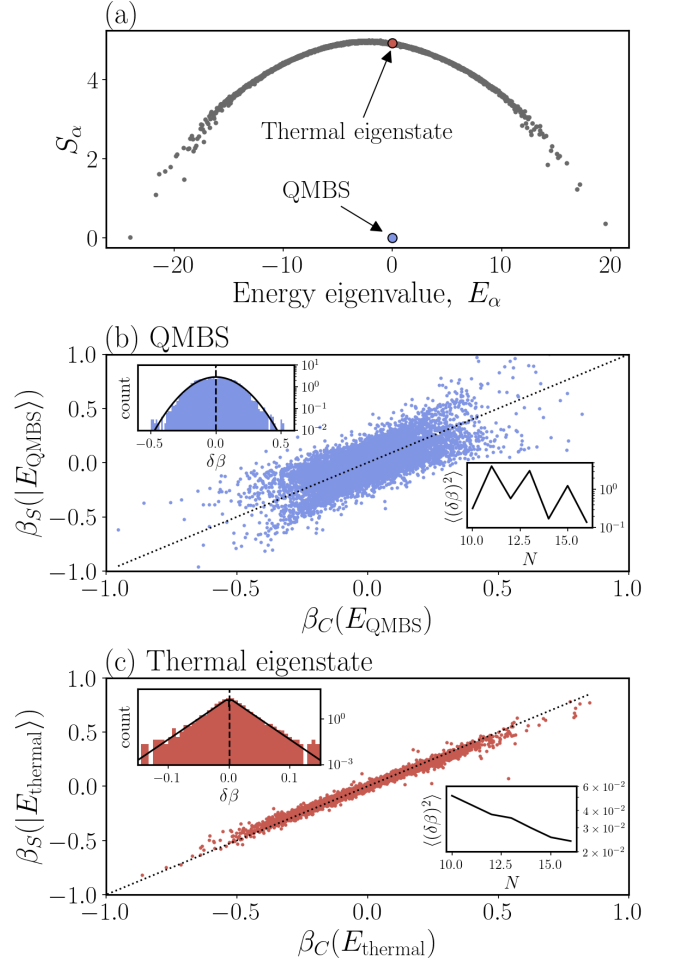 (a)
4
2
0
S_α
Thermal eigenstate
QMBS
−20 −10 0 10 20
Energy eigenvalue, E_α
(b) QMBS
1.0
0.5
0.0
−0.5
−1.0
β_S(|E_QMBS⟩)
count
10^1
10^0
10^−1
10^−2
−0.5 0.0 0.5
δβ
⟨(δβ)^2⟩
10^0
10^−1
10.0 12.5 15.0
N
−1.0 −0.5 0.0 0.5 1.0
β_C(E_QMBS)
(c) Thermal eigenstate
1.0
0.5
0.0
−0.5
−1.0
β_S(|E_thermal⟩)
count
10^0
10^−3
−0.1 0.0 0.1
δβ
⟨(δβ)^2⟩
6 × 10^−2
4 × 10^−2
3 × 10^−2
2 × 10^−2
10.0 12.5 15.0
N
−1.0 −0.5 0.0 0.5 1.0
β_C(E_thermal)